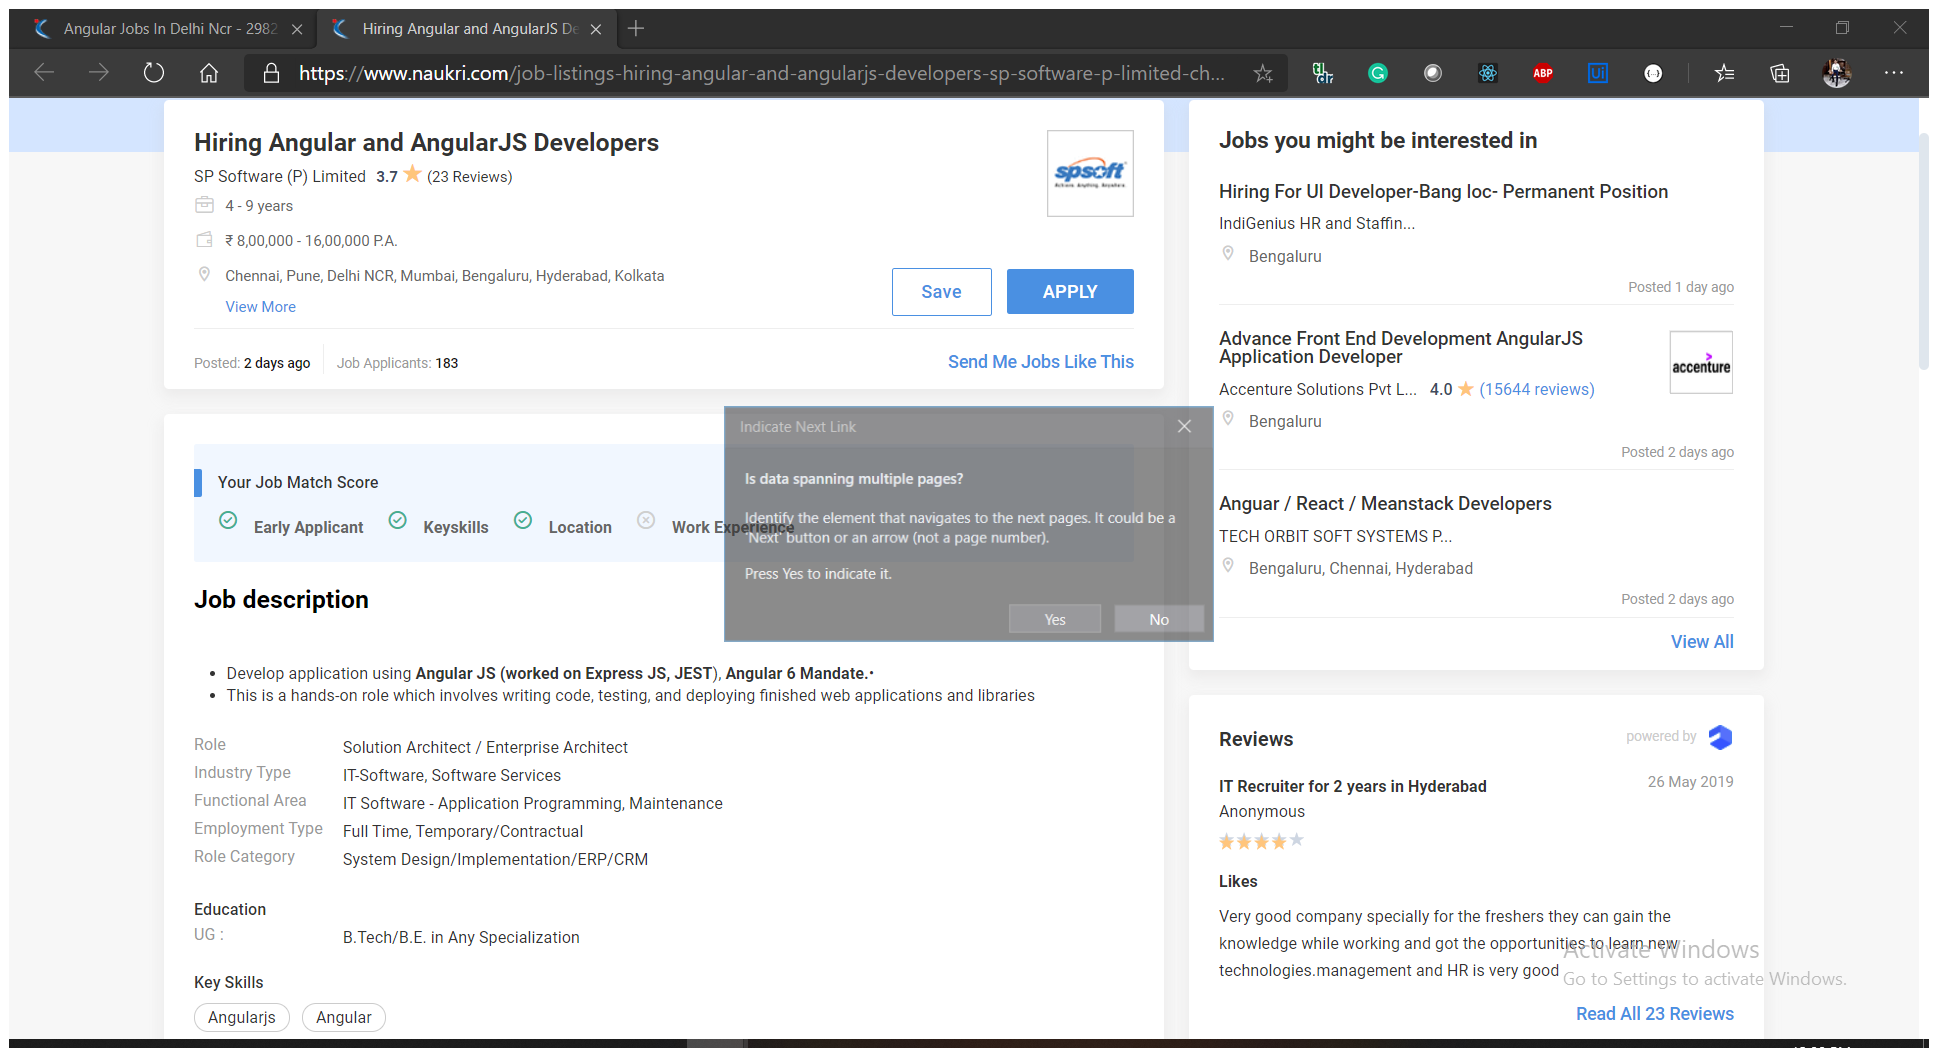 Angular Jobs In Delhi Ncr - 2982
Hiring Angular and AngularJS De
https://www.naukri.com/job-listings-hiring-angular-and-angularjs-developers-sp-software-p-limited-ch...
ABP
Ui
Hiring Angular and AngularJS Developers
SP Software (P) Limited 3.7 (23 Reviews)
4 - 9 years
₹ 8,00,000 - 16,00,000 P.A.
Chennai, Pune, Delhi NCR, Mumbai, Bengaluru, Hyderabad, Kolkata
View More
spsoft
Save
APPLY
Posted: 2 days ago
Job Applicants: 183
Send Me Jobs Like This
Your Job Match Score
Early Applicant
Keyskills
Location
Work Experience
Indicate Next Link
Is data spanning multiple pages?
Identify the element that navigates to the next pages. It could be a
'Next' button or an arrow (not a page number).
Press Yes to indicate it.
Yes
No
Job description
• Develop application using Angular JS (worked on Express JS, JEST), Angular 6 Mandate.•
• This is a hands-on role which involves writing code, testing, and deploying finished web applications and libraries
Role
Solution Architect / Enterprise Architect
Industry Type
IT-Software, Software Services
Functional Area
IT Software - Application Programming, Maintenance
Employment Type
Full Time, Temporary/Contractual
Role Category
System Design/Implementation/ERP/CRM
Education
UG :
B.Tech/B.E. in Any Specialization
Key Skills
Angularjs
Angular
Jobs you might be interested in
Hiring For UI Developer-Bang loc- Permanent Position
IndiGenius HR and Staffin...
Bengaluru
Posted 1 day ago
Advance Front End Development AngularJS
Application Developer
accenture
Accenture Solutions Pvt L... 4.0 (15644 reviews)
Bengaluru
Posted 2 days ago
Anguar / React / Meanstack Developers
TECH ORBIT SOFT SYSTEMS P...
Bengaluru, Chennai, Hyderabad
Posted 2 days ago
View All
Reviews
powered by
IT Recruiter for 2 years in Hyderabad
26 May 2019
Anonymous
Likes
Very good company specially for the freshers they can gain the
knowledge while working and got the opportunities to learn new
technologies.management and HR is very good
Activate Windows
Go to Settings to activate Windows.
Read All 23 Reviews